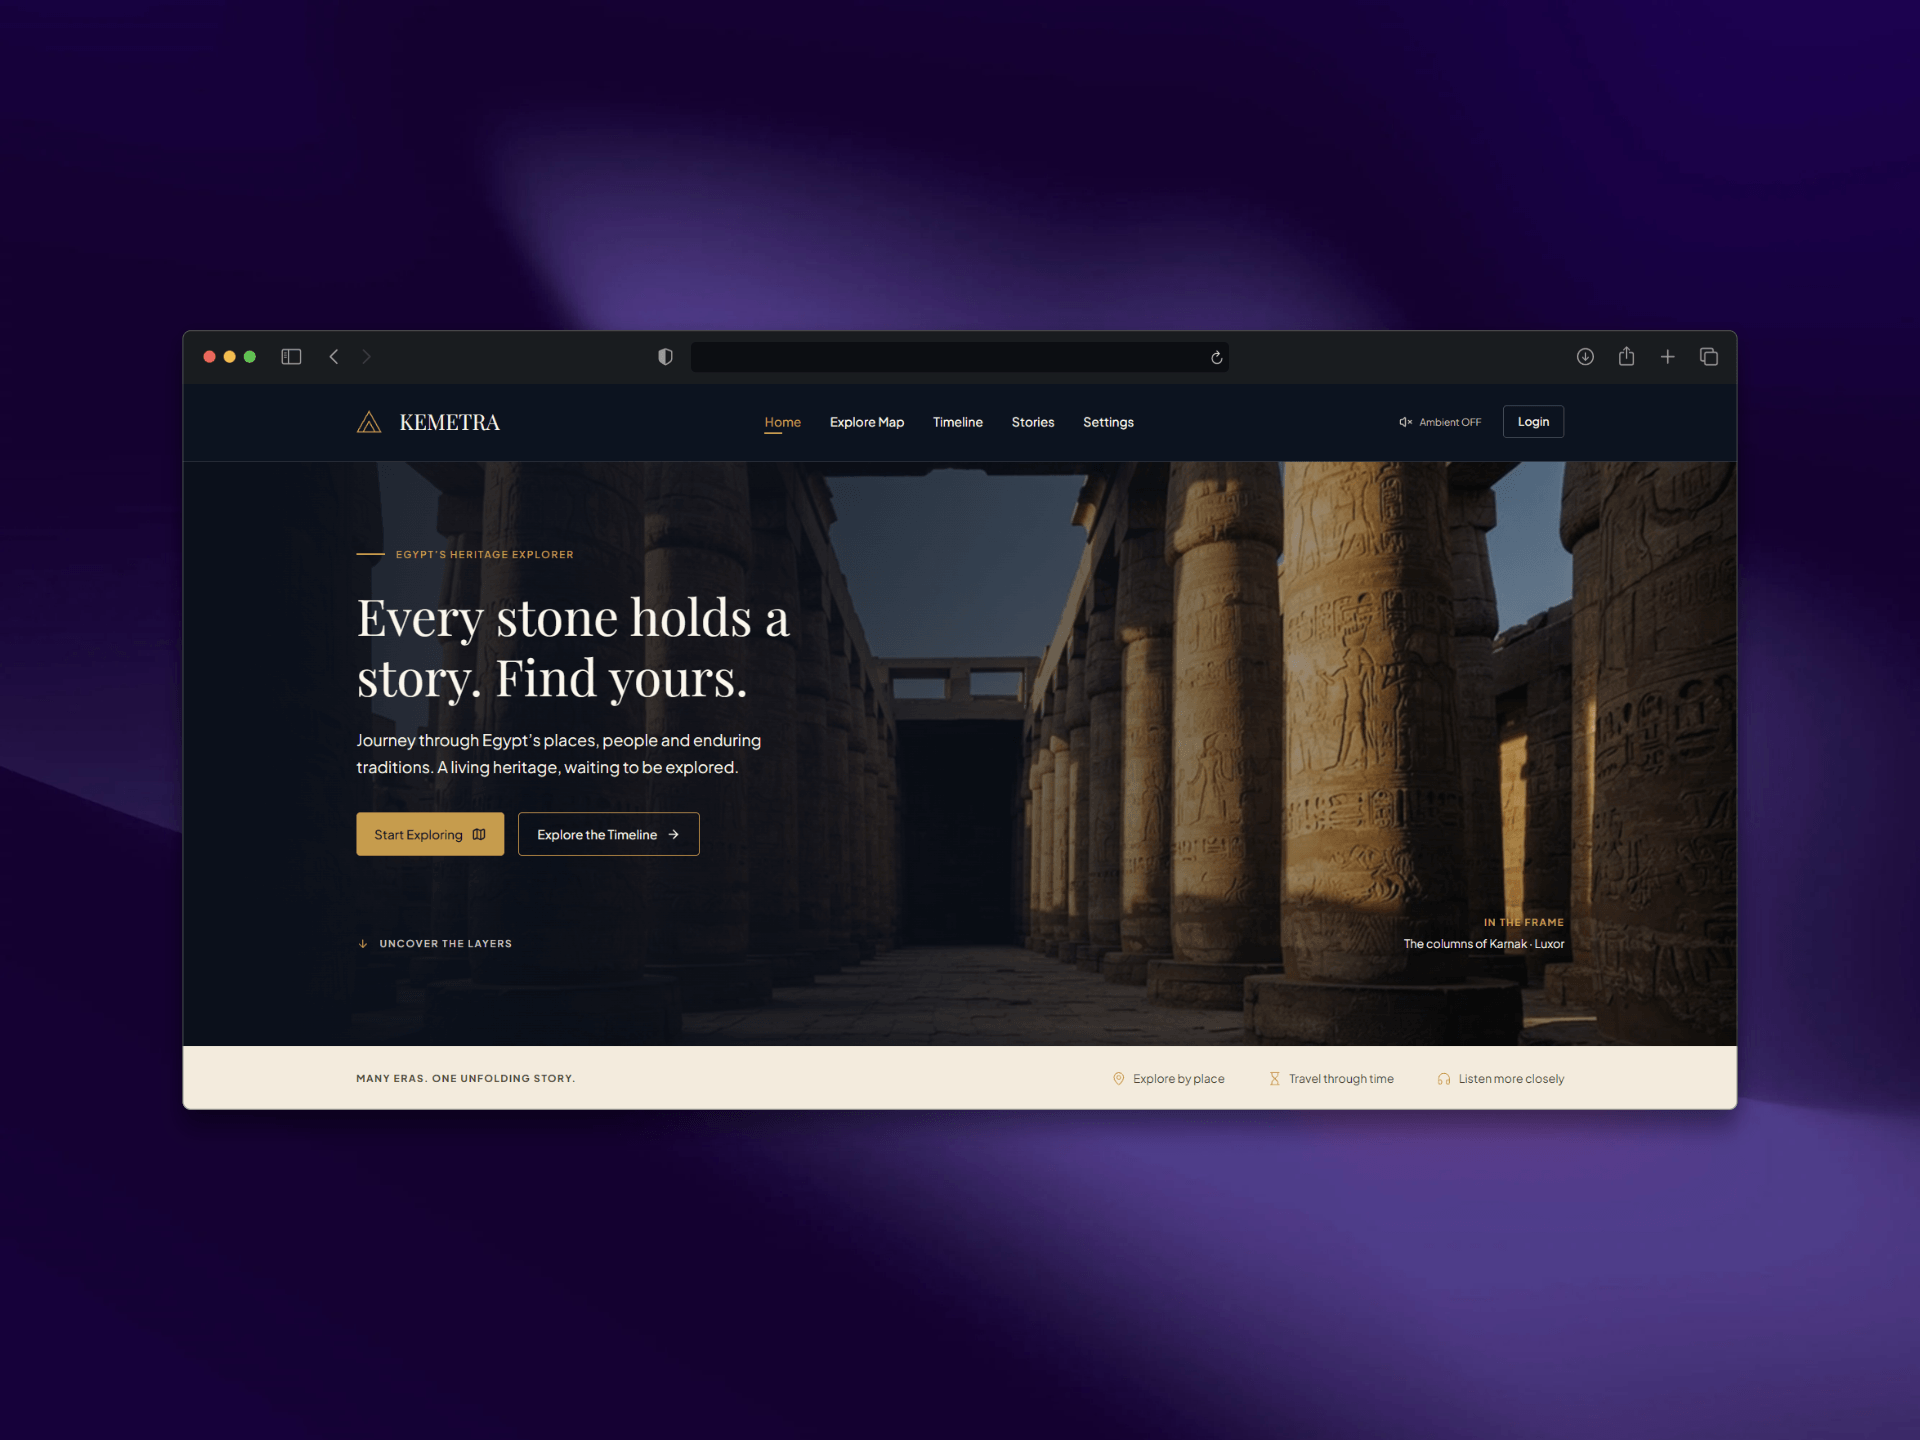 KEMETRA
Home
Explore Map
Timeline
Stories
Settings
Ambient OFF
Login
EGYPT'S HERITAGE EXPLORER
Every stone holds a
story. Find yours.
Journey through Egypt's places, people and enduring
traditions. A living heritage, waiting to be explored.
Start Exploring
Explore the Timeline
UNCOVER THE LAYERS
IN THE FRAME
The columns of Karnak · Luxor
MANY ERAS. ONE UNFOLDING STORY.
Explore by place
Travel through time
Listen more closely